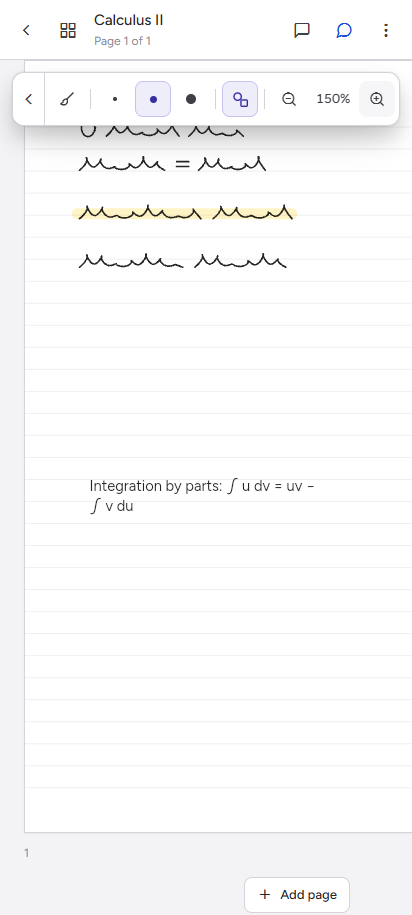 Calculus II
Page 1 of 1
150%
=
Integration by parts: ∫ u dv = uv −
∫ v du
1
+ Add page